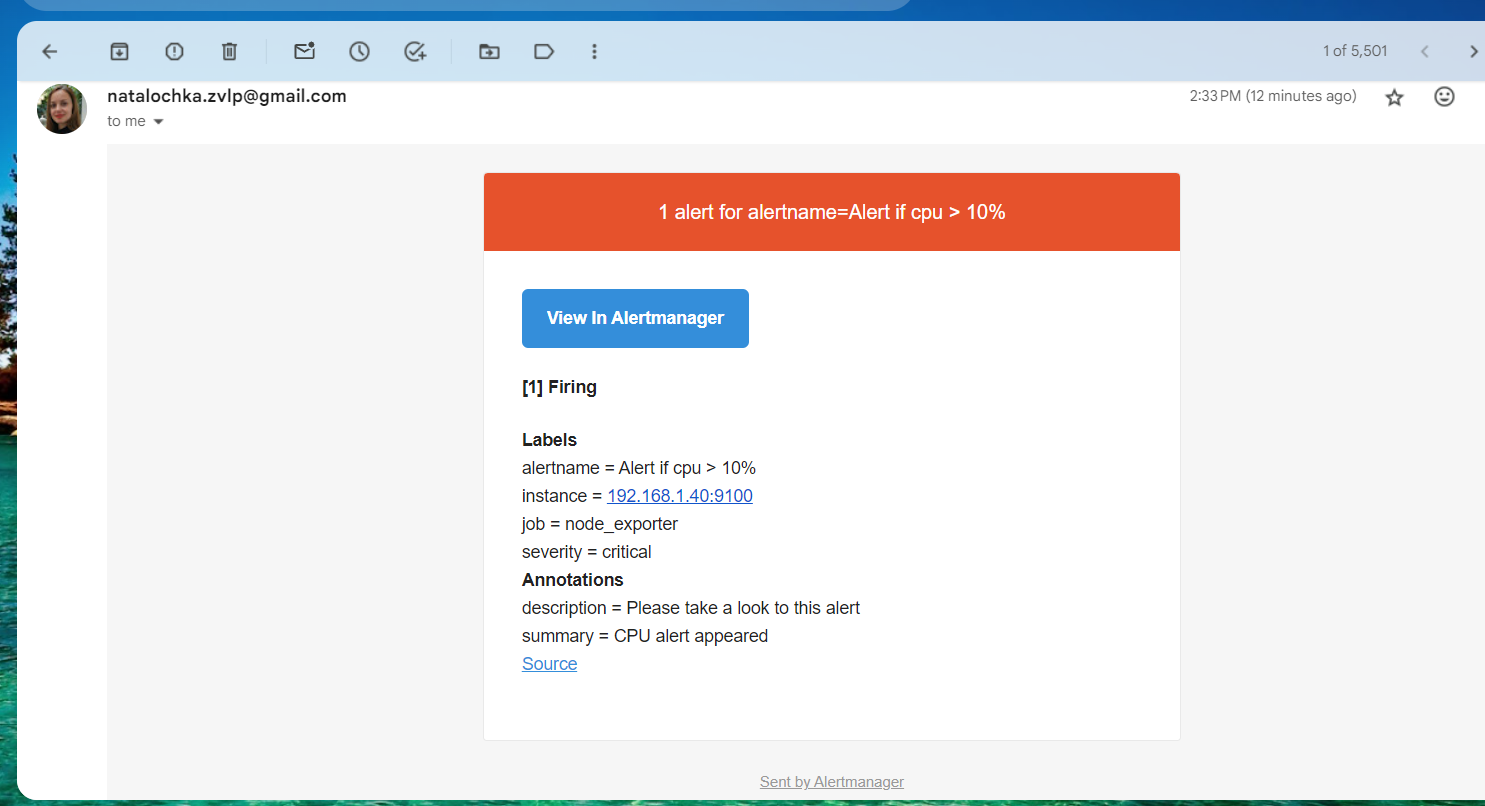 1 of 5,501
natalochka.zvlp@gmail.com
2:33 PM (12 minutes ago)
to me
1 alert for alertname=Alert if cpu > 10%
View In Alertmanager
[1] Firing
Labels
alertname = Alert if cpu > 10%
instance = 192.168.1.40:9100
job = node_exporter
severity = critical
Annotations
description = Please take a look to this alert
summary = CPU alert appeared
Source
Sent by Alertmanager